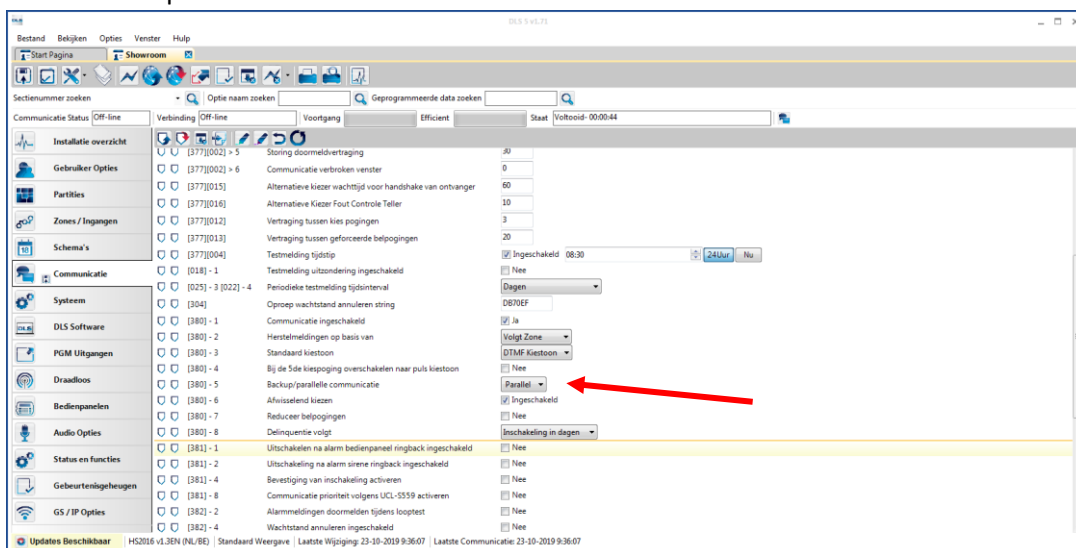 DLS 5 v1.71
Bestand Bekijken Opties Venster Hulp
Start Pagina Showroom
Sectienummer zoeken Optie naam zoeken Geprogrammeerde data zoeken
Communicatie Status Off-line Verbinding Off-line Voortgang Efficient Staat Voltooid- 00:00:44
Installatie overzicht
Gebruiker Opties
Partities
Zones / Ingangen
Schema's
Communicatie
Systeem
DLS Software
PGM Uitgangen
Draadloos
Bedienpanelen
Audio Opties
Status en functies
Gebeurtenisgeheugen
GS / IP Opties
[377][002] > 5 Storing doormeldvertraging 30
[377][002] > 6 Communicatie verbroken venster 0
[377][015] Alternatieve kiezer wachttijd voor handshake van ontvanger 60
[377][016] Alternatieve Kiezer Fout Controle Teller 10
[377][012] Vertraging tussen kies pogingen 3
[377][013] Vertraging tussen geforceerde belpogingen 20
[377][004] Testmelding tijdstip Ingeschakeld 08:30 24Uur Nu
[018] - 1 Testmelding uitzondering ingeschakeld Nee
[025] - 3 [022] - 4 Periodieke testmelding tijdsinterval Dagen
[304] Oproep wachtstand annuleren string DB70EF
[380] - 1 Communicatie ingeschakeld Ja
[380] - 2 Herstelmeldingen op basis van Volgt Zone
[380] - 3 Standaard kiestoon DTMF Kiestoon
[380] - 4 Bij de 5de kiespoging overschakelen naar puls kiestoon Nee
[380] - 5 Backup/parallelle communicatie Parallel
[380] - 6 Afwisselend kiezen Ingeschakeld
[380] - 7 Reduceer belpogingen Nee
[380] - 8 Delinquentie volgt Inschakeling in dagen
[381] - 1 Uitschakelen na alarm bedienpaneel ringback ingeschakeld Nee
[381] - 2 Uitschakeling na alarm sirene ringback ingeschakeld Nee
[381] - 4 Bevestiging van inschakeling activeren Nee
[381] - 8 Communicatie prioriteit volgens UCL-S559 activeren Nee
[382] - 2 Alarmmeldingen doormelden tijdens looptest Nee
[382] - 4 Wachtstand annuleren ingeschakeld Nee
Updates Beschikbaar HS2016 v1.3EN (NL/BE) Standaard Weergave Laatste Wijziging: 23-10-2019 9:36:07 Laatste Communicatie: 23-10-2019 9:36:07